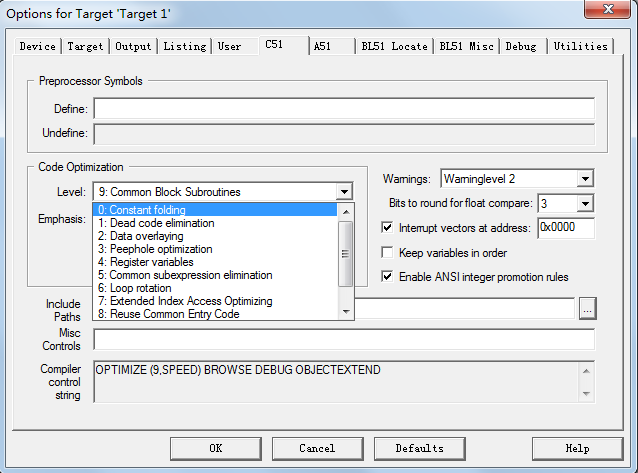 Options for Target 'Target 1'
Device Target Output Listing User C51 A51 BL51 Locate BL51 Misc Debug Utilities
Preprocessor Symbols
Define:
Undefine:
Code Optimization
Level: 9: Common Block Subroutines
Emphasis:
0: Constant folding
1: Dead code elimination
2: Data overlaying
3: Peephole optimization
4: Register variables
5: Common subexpression elimination
6: Loop rotation
7: Extended Index Access Optimizing
8: Reuse Common Entry Code
Warnings: Warninglevel 2
Bits to round for float compare: 3
Interrupt vectors at address: 0x0000
Keep variables in order
Enable ANSI integer promotion rules
Include
Paths
...
Misc
Controls
Compiler
control
string
OPTIMIZE (9,SPEED) BROWSE DEBUG OBJECTEXTEND
OK Cancel Defaults Help